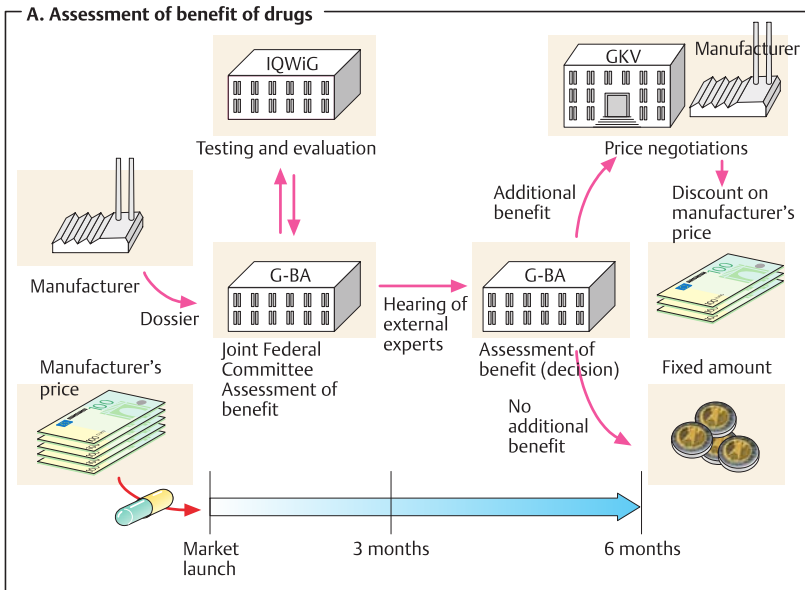 A. Assessment of benefit of drugs
IQWiG
Testing and evaluation
GKV
Manufacturer
Price negotiations
Manufacturer
Dossier
G-BA
Joint Federal
Committee
Assessment of
benefit
Hearing of
external
experts
G-BA
Assessment of
benefit (decision)
Additional
benefit
Discount on
manufacturer's
price
100
No
additional
benefit
Fixed amount
Manufacturer's
price
100
Market
launch
3 months
6 months